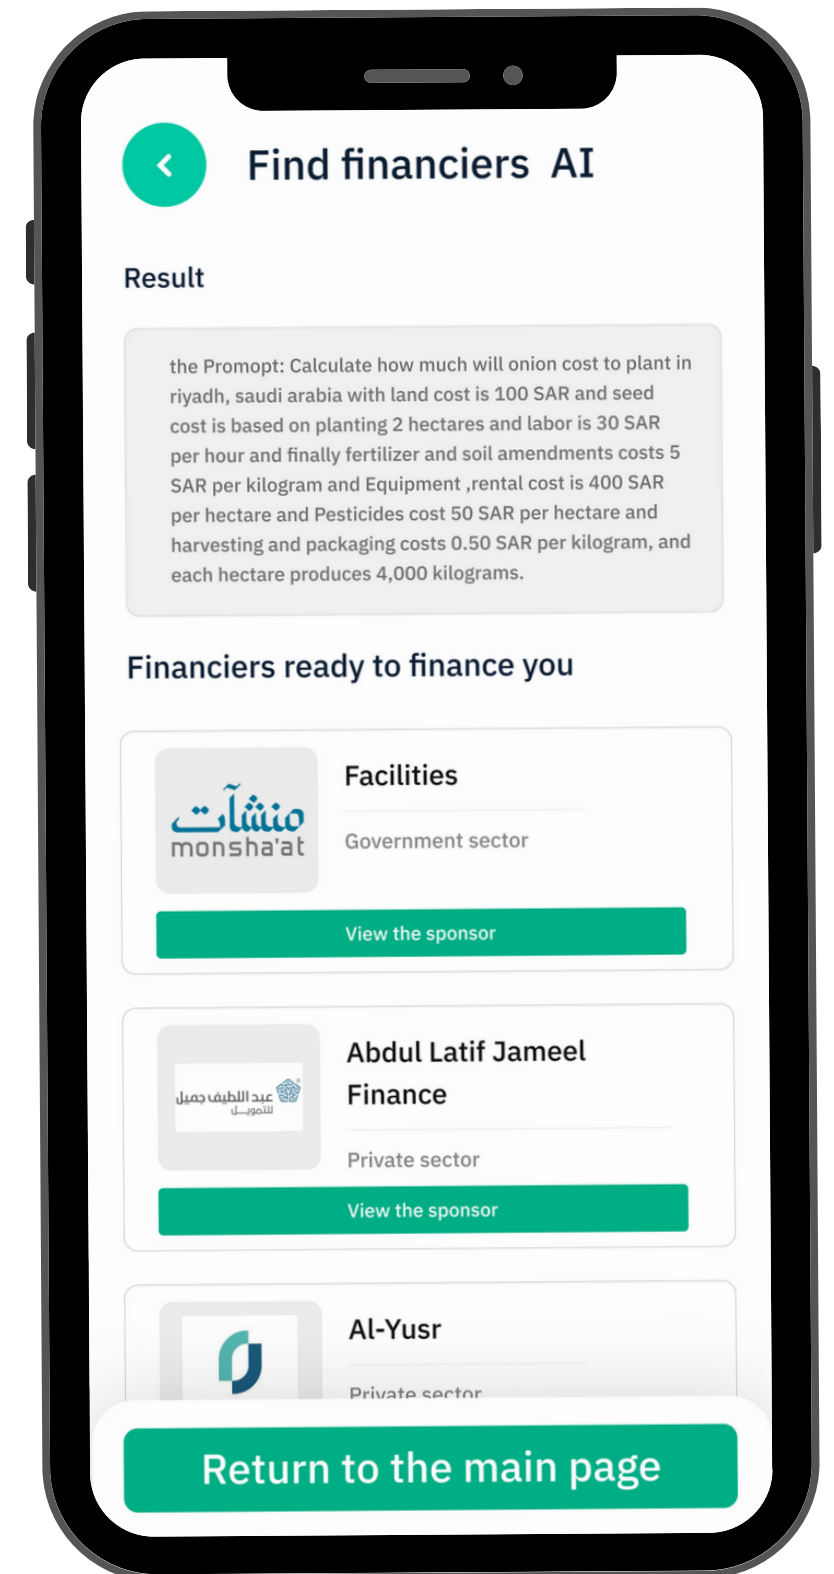 Find financiers AI
Result
the Promopt: Calculate how much will onion cost to plant in
riyadh, saudi arabia with land cost is 100 SAR and seed
cost is based on planting 2 hectares and labor is 30 SAR
per hour and finally fertilizer and soil amendments costs 5
SAR per kilogram and Equipment ,rental cost is 400 SAR
per hectare and Pesticides cost 50 SAR per hectare and
harvesting and packaging costs 0.50 SAR per kilogram, and
each hectare produces 4,000 kilograms.
Financiers ready to finance you
منشآت
monsha'at
Facilities
Government sector
View the sponsor
عبد اللطيف جميل
للتمويــل
Abdul Latif Jameel
Finance
Private sector
View the sponsor
Al-Yusr
Private sector
Return to the main page